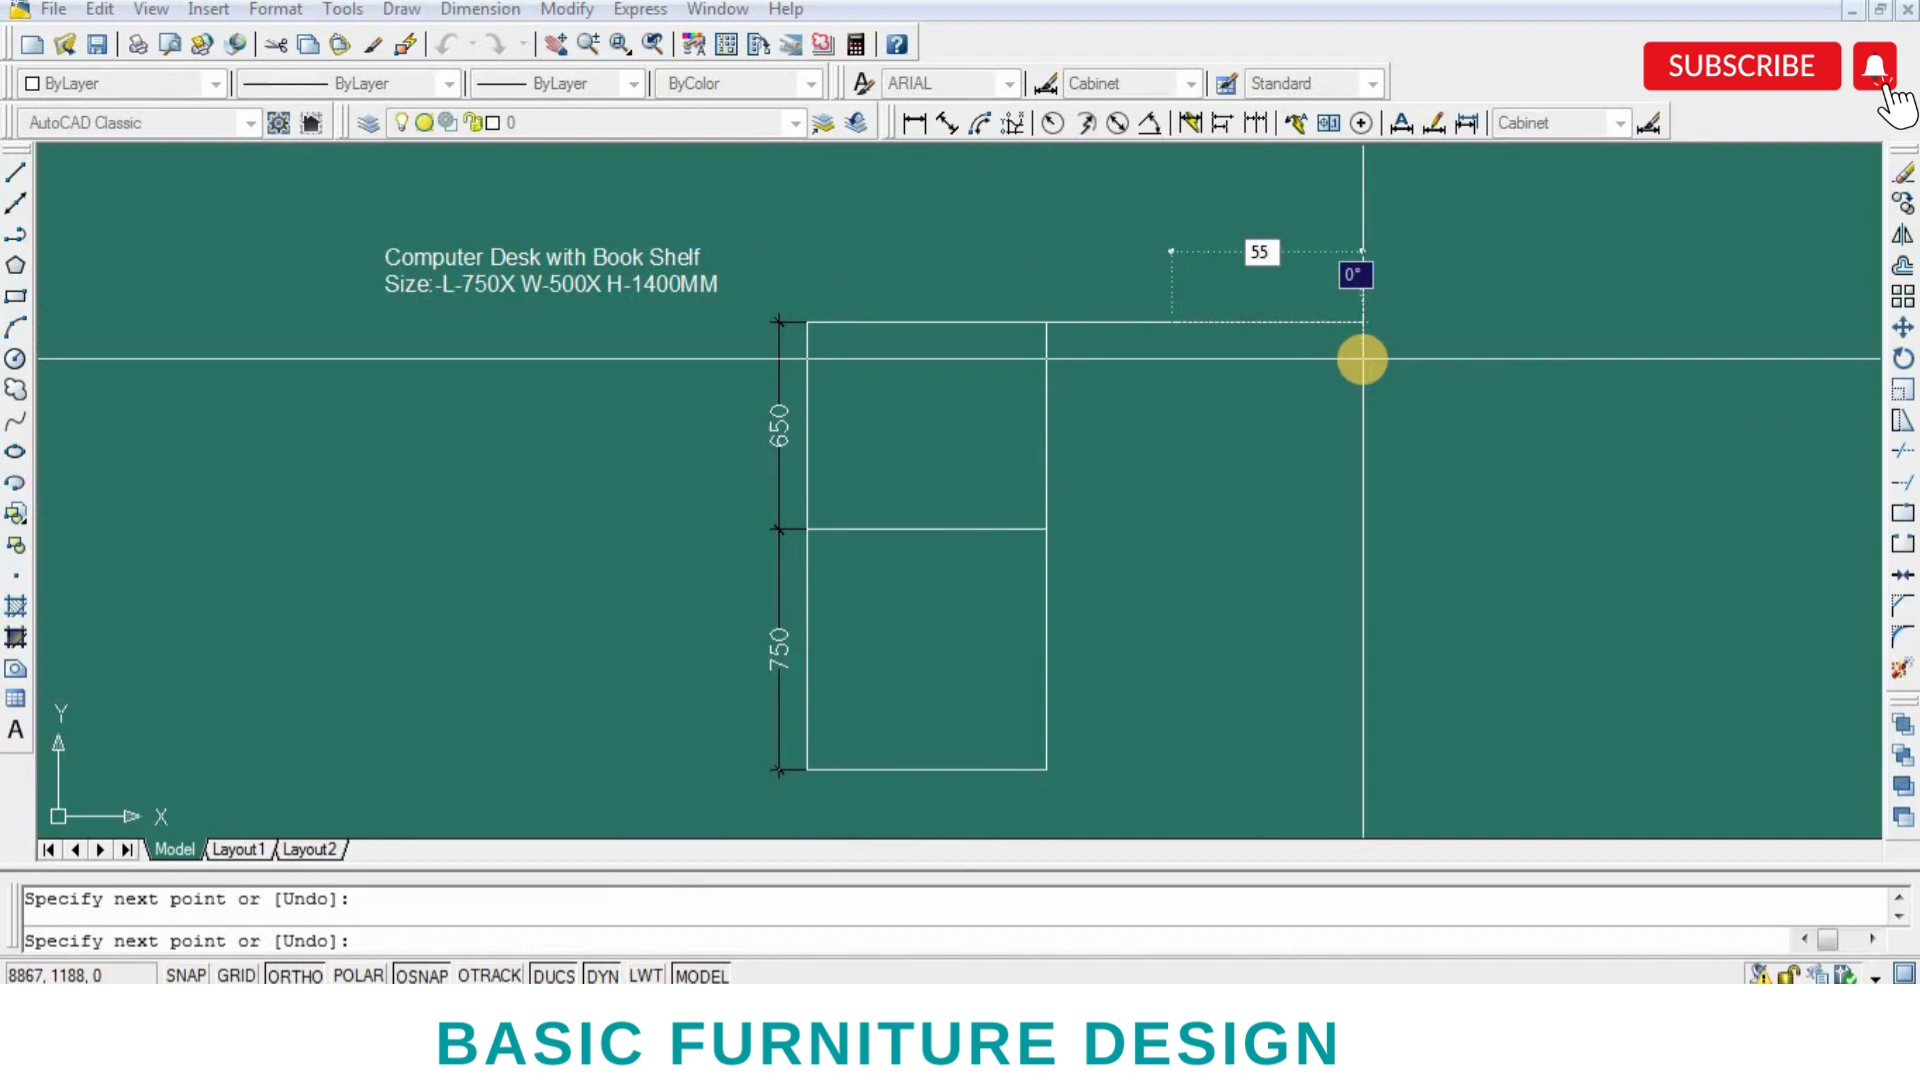 File Edit View Insert Format Tools Draw Dimension Modify Express Window Help
SUBSCRIBE
ByLayer ByLayer ByLayer ByColor ARIAL Cabinet Standard
AutoCAD Classic 0 Cabinet
55
0°
Computer Desk with Book Shelf
Size:-L-750X W-500X H-1400MM
650
750
Y
X
A
Model Layout1 Layout2
Specify next point or [Undo]:
Specify next point or [Undo]:
8867, 1188, 0 SNAP GRID ORTHO POLAR OSNAP OTRACK DUCS DYN LWT MODEL
BASIC FURNITURE DESIGN